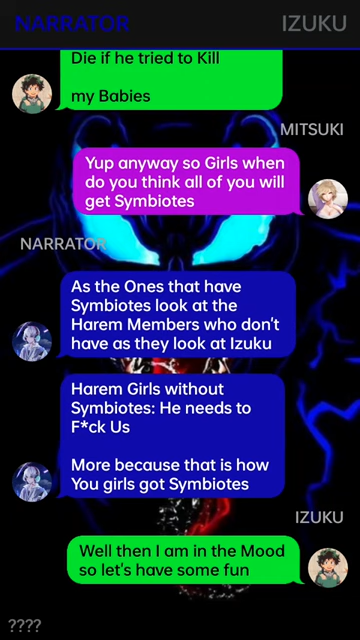 NARRATOR
IZUKU
Die if he tried to Kill
my Babies
MITSUKI
Yup anyway so Girls when
do you think all of you will
get Symbiotes
NARRATOR
As the Ones that have
Symbiotes look at the
Harem Members who don't
have as they look at Izuku
Harem Girls without
Symbiotes: He needs to
F*ck Us
More because that is how
You girls got Symbiotes
IZUKU
Well then I am in the Mood
so let's have some fun
????